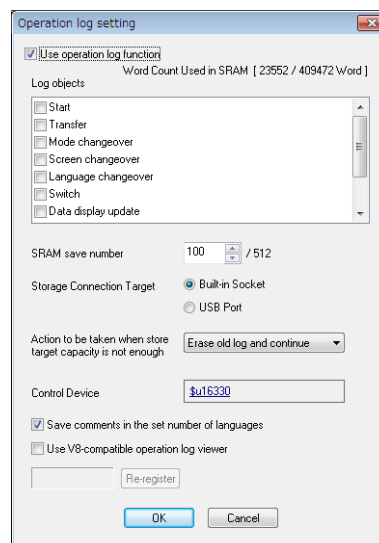 Operation log setting
Use operation log function
Word Count Used in SRAM [ 23552 / 409472 Word ]
Log objects
Start
Transfer
Mode changeover
Screen changeover
Language changeover
Switch
Data display update
SRAM save number 100 / 512
Storage Connection Target Built-in Socket
USB Port
Action to be taken when store
target capacity is not enough Erase old log and continue
Control Device $u16330
Save comments in the set number of languages
Use V8-compatible operation log viewer
Re-register
OK Cancel